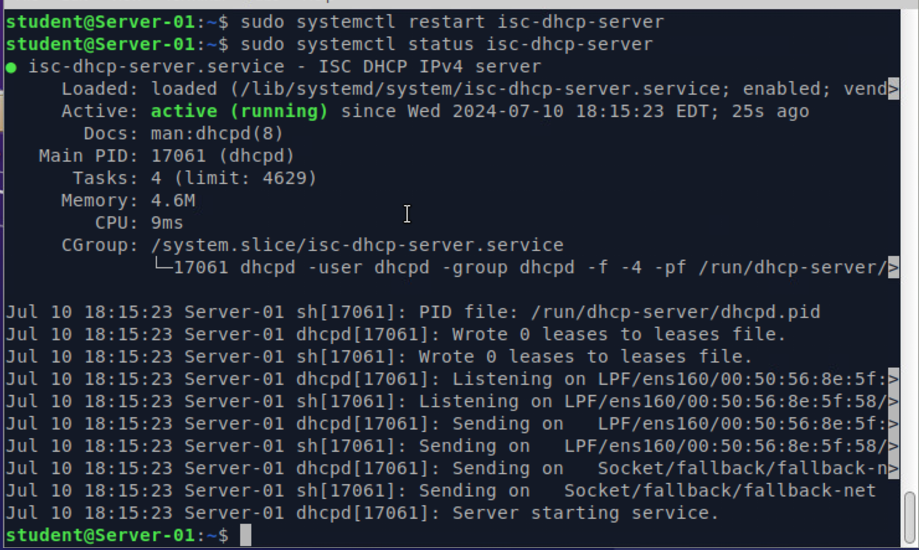 student@Server-01:~$ sudo systemctl restart isc-dhcp-server
student@Server-01:~$ sudo systemctl status isc-dhcp-server
● isc-dhcp-server.service - ISC DHCP IPv4 server
     Loaded: loaded (/lib/systemd/system/isc-dhcp-server.service; enabled; vend>
     Active: active (running) since Wed 2024-07-10 18:15:23 EDT; 25s ago
       Docs: man:dhcpd(8)
   Main PID: 17061 (dhcpd)
      Tasks: 4 (limit: 4629)
     Memory: 4.6M
        CPU: 9ms
     CGroup: /system.slice/isc-dhcp-server.service
             └─17061 dhcpd -user dhcpd -group dhcpd -f -4 -pf /run/dhcp-server/>
Jul 10 18:15:23 Server-01 sh[17061]: PID file: /run/dhcp-server/dhcpd.pid
Jul 10 18:15:23 Server-01 dhcpd[17061]: Wrote 0 leases to leases file.
Jul 10 18:15:23 Server-01 sh[17061]: Wrote 0 leases to leases file.
Jul 10 18:15:23 Server-01 dhcpd[17061]: Listening on LPF/ens160/00:50:56:8e:5f:>
Jul 10 18:15:23 Server-01 sh[17061]: Listening on LPF/ens160/00:50:56:8e:5f:58/>
Jul 10 18:15:23 Server-01 dhcpd[17061]: Sending on   LPF/ens160/00:50:56:8e:5f:>
Jul 10 18:15:23 Server-01 sh[17061]: Sending on   LPF/ens160/00:50:56:8e:5f:58/>
Jul 10 18:15:23 Server-01 dhcpd[17061]: Sending on   Socket/fallback/fallback-n>
Jul 10 18:15:23 Server-01 sh[17061]: Sending on   Socket/fallback/fallback-net
Jul 10 18:15:23 Server-01 dhcpd[17061]: Server starting service.
student@Server-01:~$